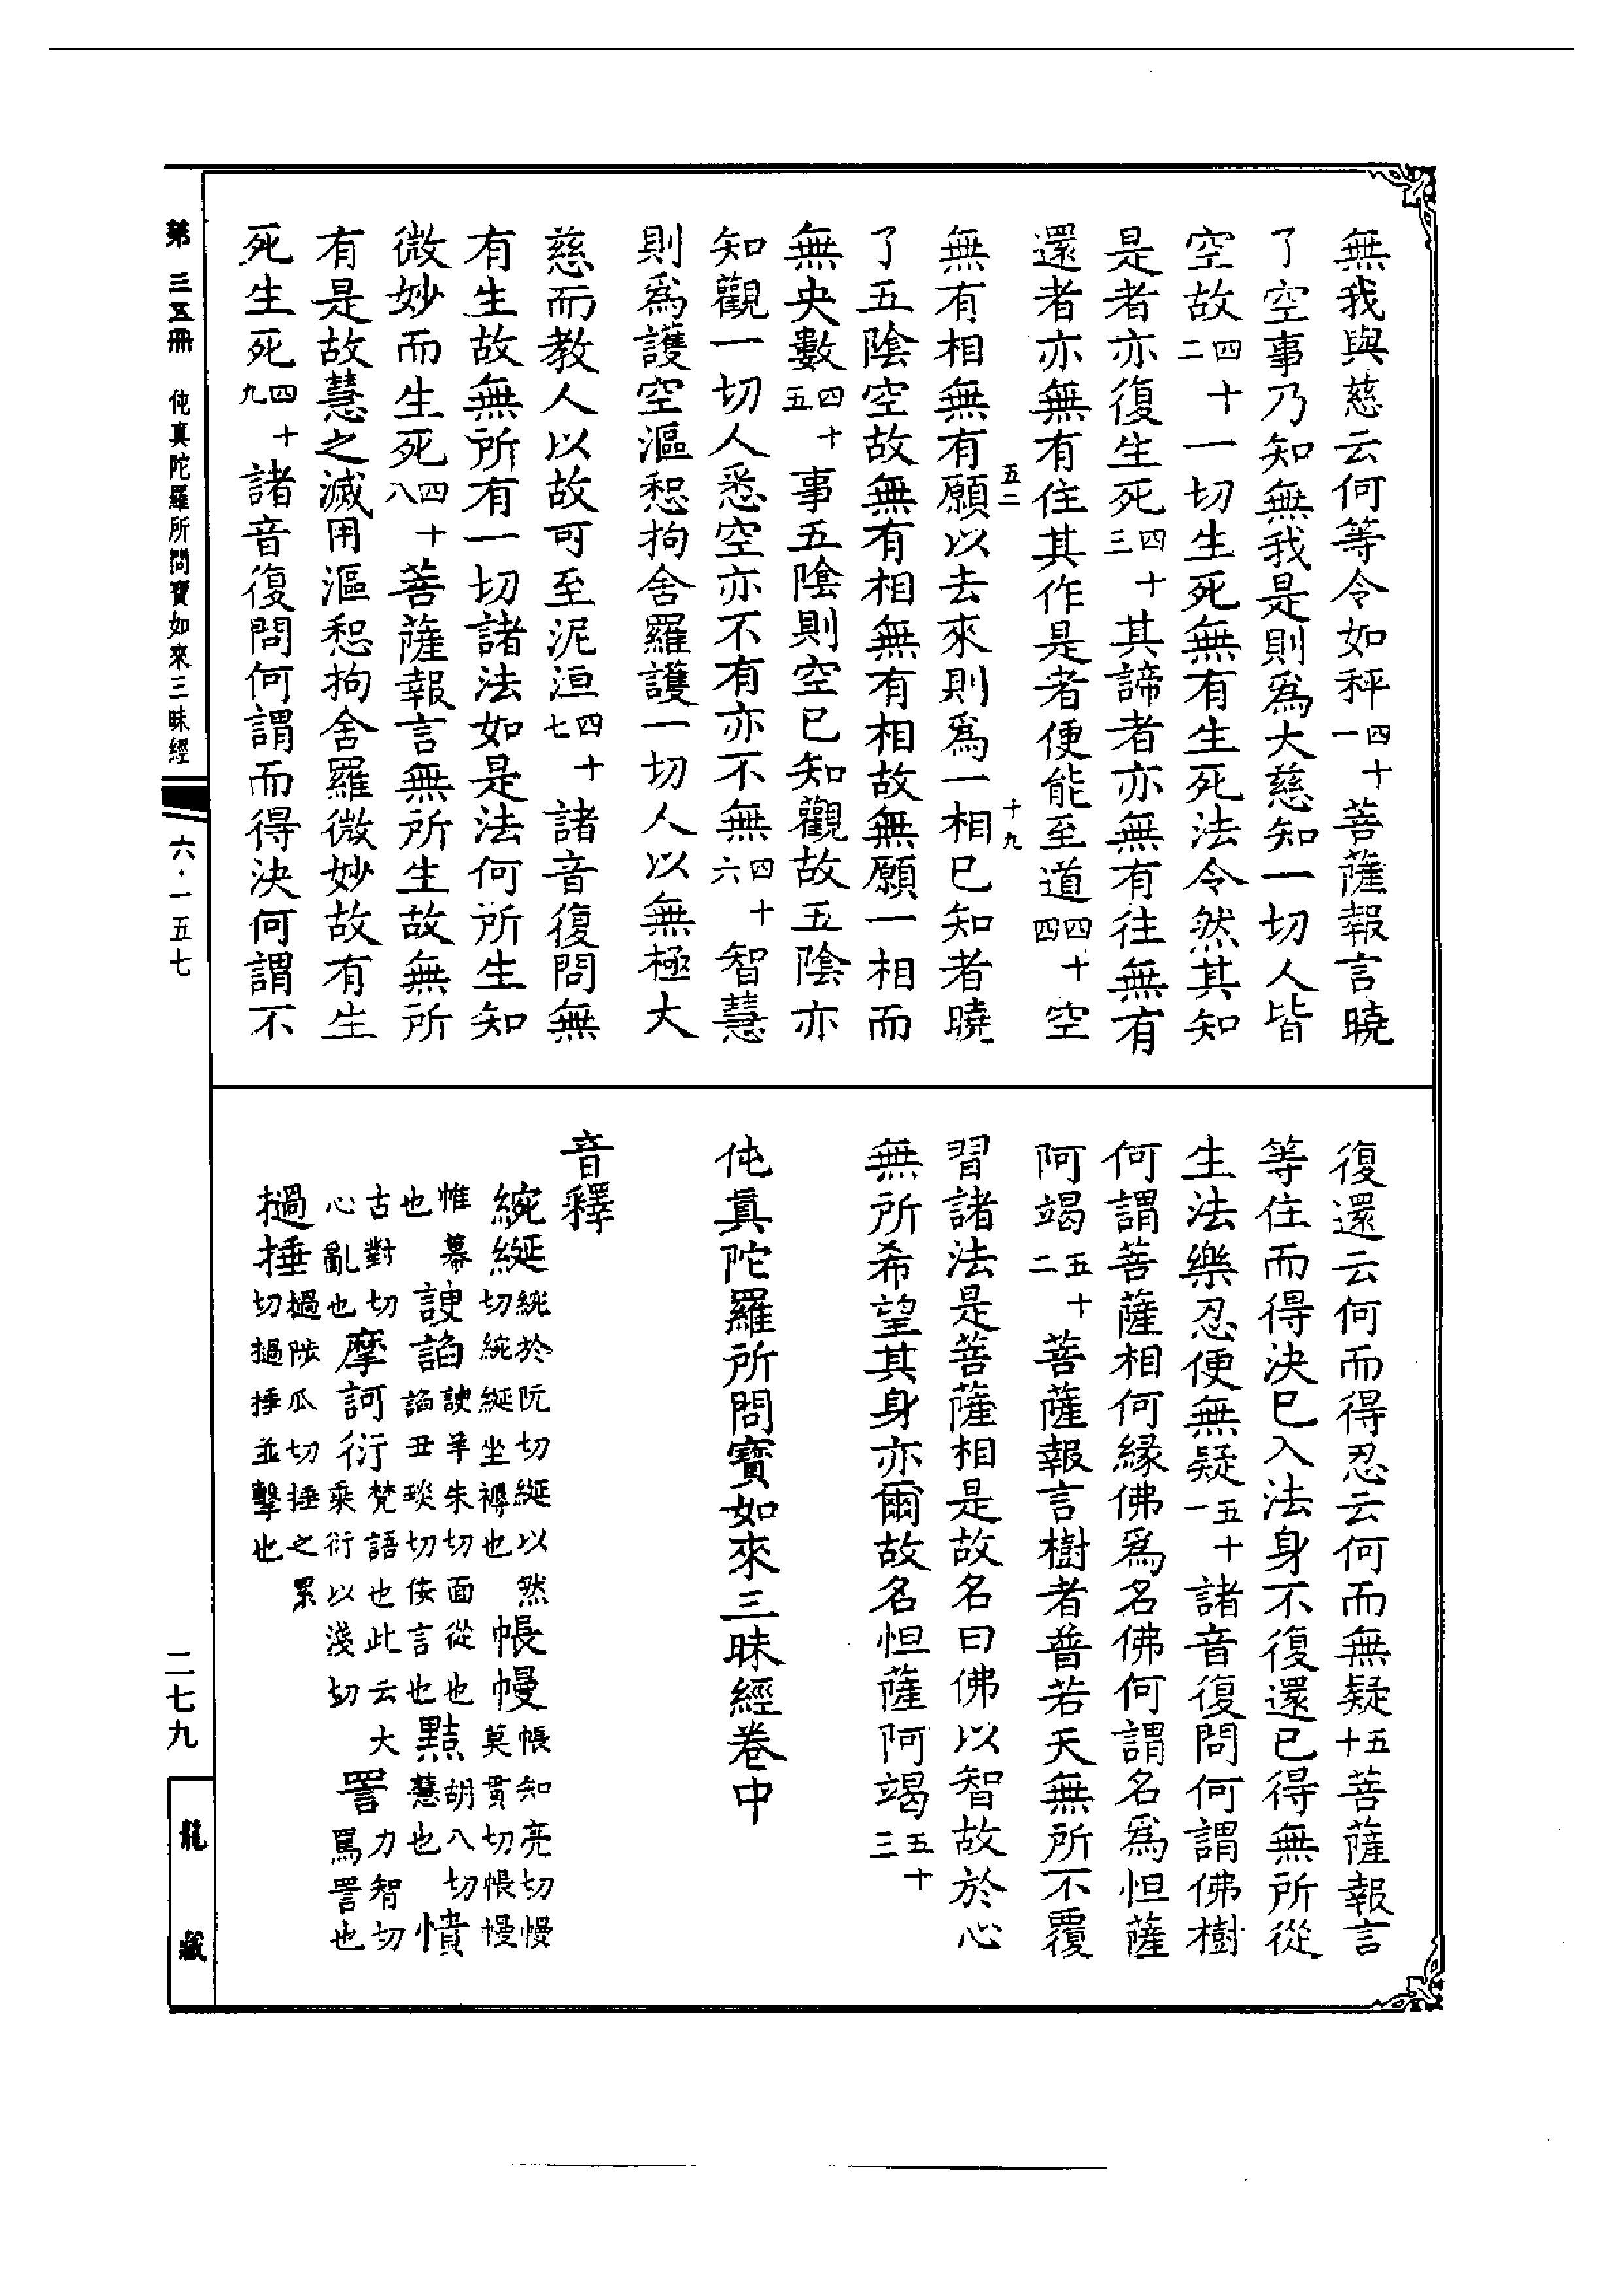 無我與慈云何等令如秤四十一菩薩報言曉
了空事乃知無我是則爲大慈知一切人皆
空故四十二一切生死無有生死法令然其知
是者亦復生死四十三其諦者亦無有往無有
還者亦無有住其作是者便能至道四十四空
五二
十九
無有相無有願以去來則爲一相已知者曉
了五陰空故無有相無有相故無願一相而
無央數四十五事五陰則空已知觀故五陰亦
知觀一切人悉空亦不有亦不無四十六智慧
則爲護空漚惒拘舍羅護一切人以無極大
慈而教人以故可至泥洹四十七諸音復問無
有生故無所有一切諸法如是法何所生知
微妙而生死四十八菩薩報言無所生故無所
有是故慧之滅用漚惒拘舍羅微妙故有生
死生死四十九諸音復問何謂而得決何謂不
復還云何而得忍云何而無疑五十菩薩報言
等住而得決已入法身不復還已得無所從
生法樂忍便無疑五十一諸音復問何謂佛樹
何謂菩薩相何緣佛爲名佛何謂名爲怛薩
阿竭五十二菩薩報言樹者普若天無所不覆
習諸法是菩薩相是故名曰佛以智故於心
無所希望其身亦爾故名怛薩阿竭五十三
伅眞陀羅所問寶如來三昧經卷中
音釋
綩綖綩於阮切綖以然切綩綖坐褥也帳幔帳知亮切幔莫貫切帳幔
帷幕也諛諂諛羊朱切面從也諂丑琰切佞言也黠胡八切慧也憒
古對切心亂也摩訶衍梵語也此云大乘衍以淺切詈力智切罵詈也
撾捶撾陟瓜切捶之累切撾捶並擊也
第三五冊 伅真陀羅所問寶如來三昧經 六·一五七
二七九
龍藏